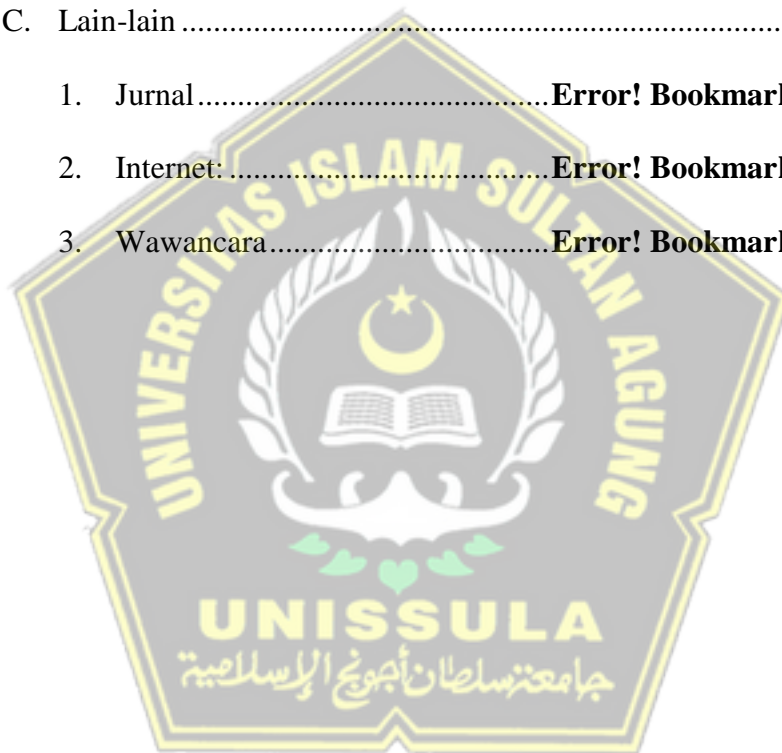 C. Lain-lain ..........................................................................
1. Jurnal ............................................ Error! Bookmark
2. Internet: ........................................ Error! Bookmark
3. Wawancara ................................... Error! Bookmark
UNIVERSITAS ISLAM SULTAN AGUNG
UNISSULA
جامعة سلطان أجونج الإسلامية